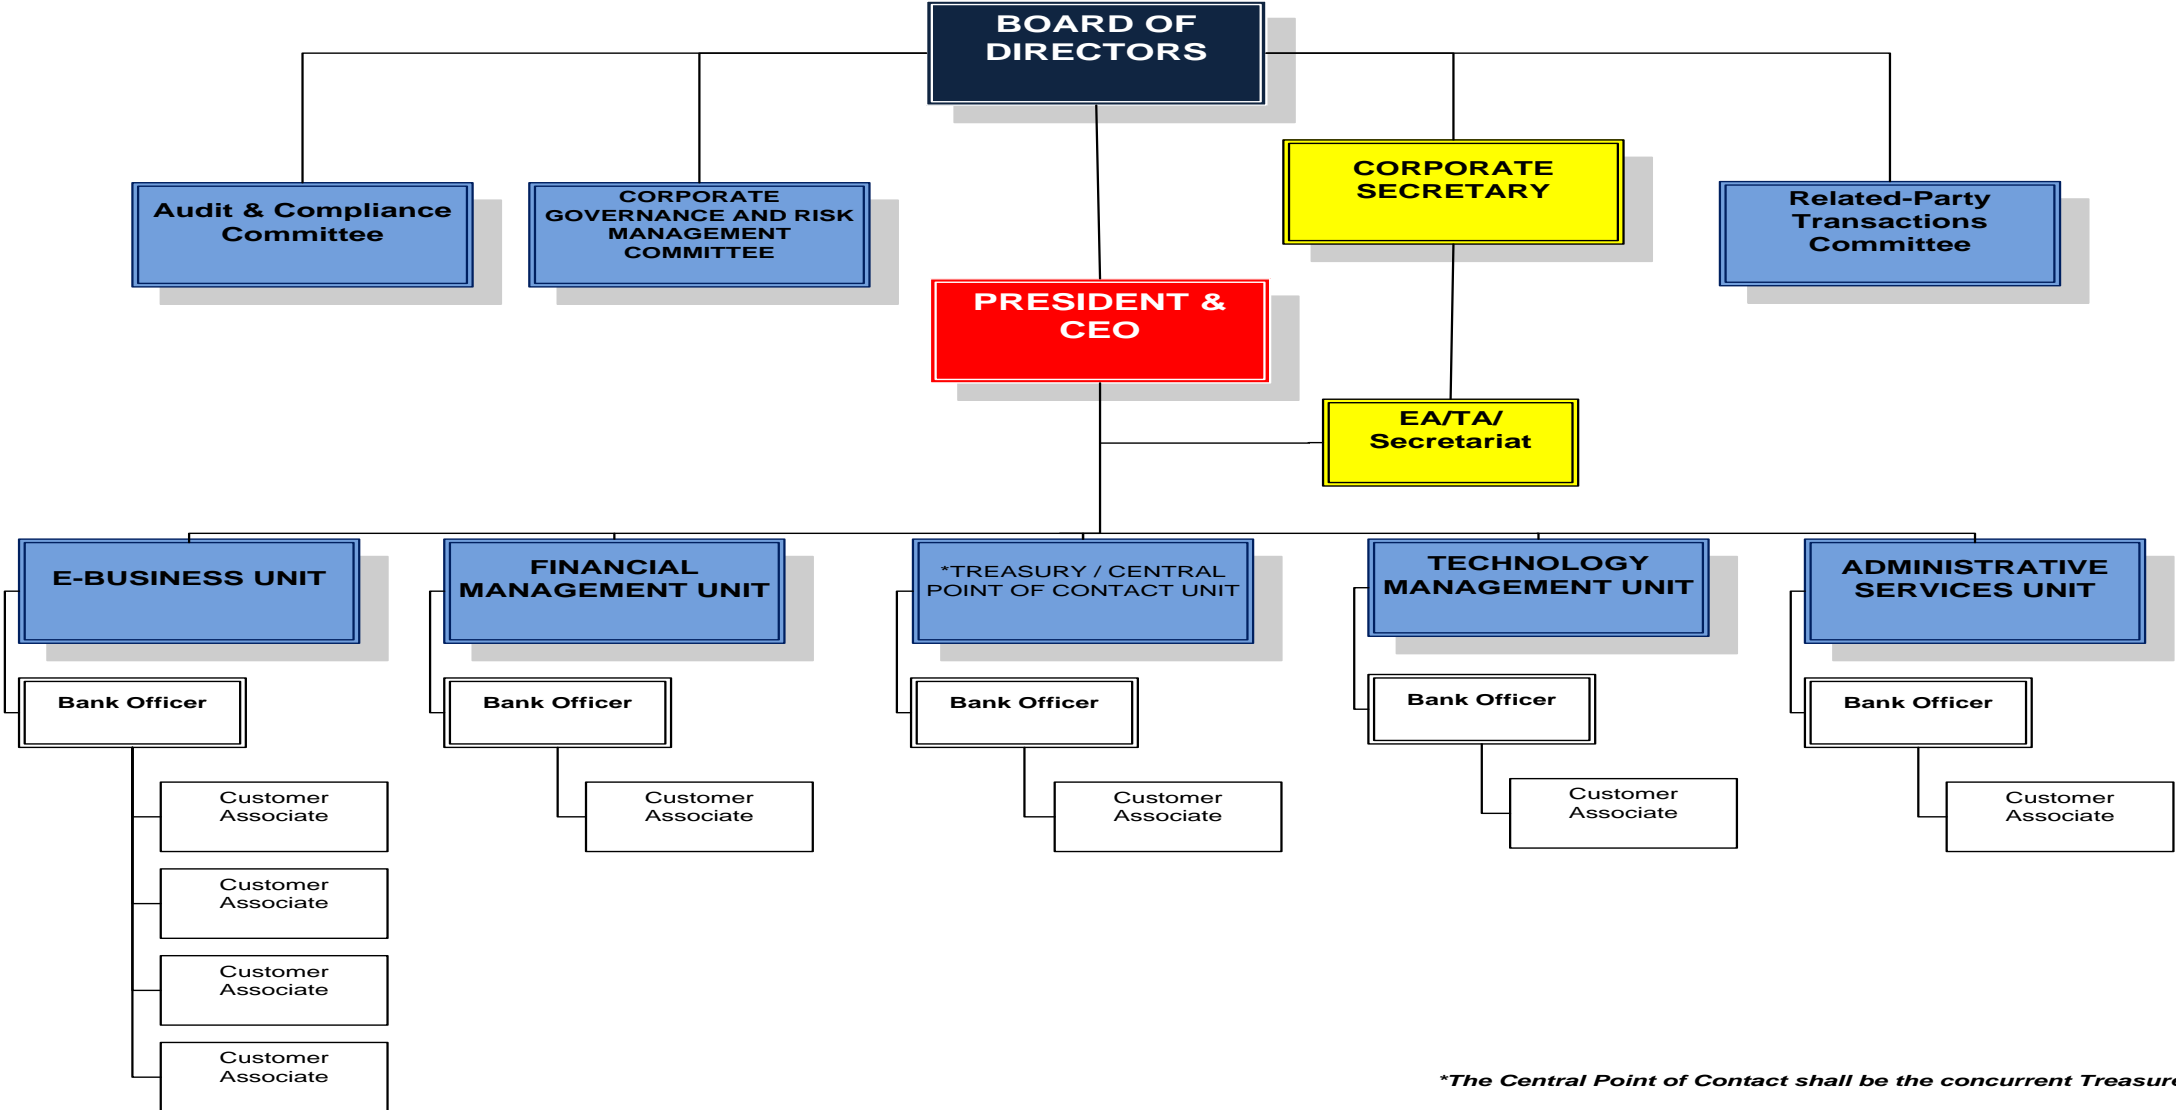 BOARD OF
DIRECTORS
CORPORATE
SECRETARY
Audit & Compliance
Committee
CORPORATE
GOVERNANCE AND RISK
MANAGEMENT
COMMITTEE
Related-Party
Transactions
Committee
PRESIDENT &
CEO
EA/TA/
Secretariat
E-BUSINESS UNIT
FINANCIAL
MANAGEMENT UNIT
*TREASURY / CENTRAL
POINT OF CONTACT UNIT
TECHNOLOGY
MANAGEMENT UNIT
ADMINISTRATIVE
SERVICES UNIT
Bank Officer
Bank Officer
Bank Officer
Bank Officer
Bank Officer
Customer
Associate
Customer
Associate
Customer
Associate
Customer
Associate
Customer
Associate
Customer
Associate
Customer
Associate
Customer
Associate
*The Central Point of Contact shall be the concurrent Treasure